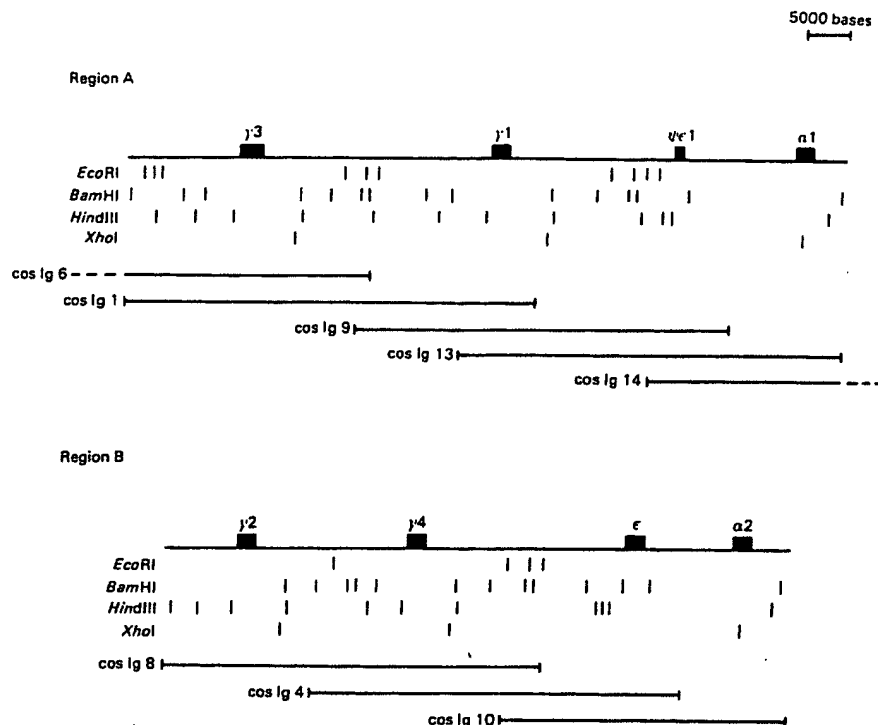 5000 bases
Region A
γ3 γ1 ψε1 α1
EcoRI
BamHI
HindIII
XhoI
cos Ig 6
cos Ig 1
cos Ig 9
cos Ig 13
cos Ig 14
Region B
γ2 γ4 ε α2
EcoRI
BamHI
HindIII
XhoI
cos Ig 8
cos Ig 4
cos Ig 10